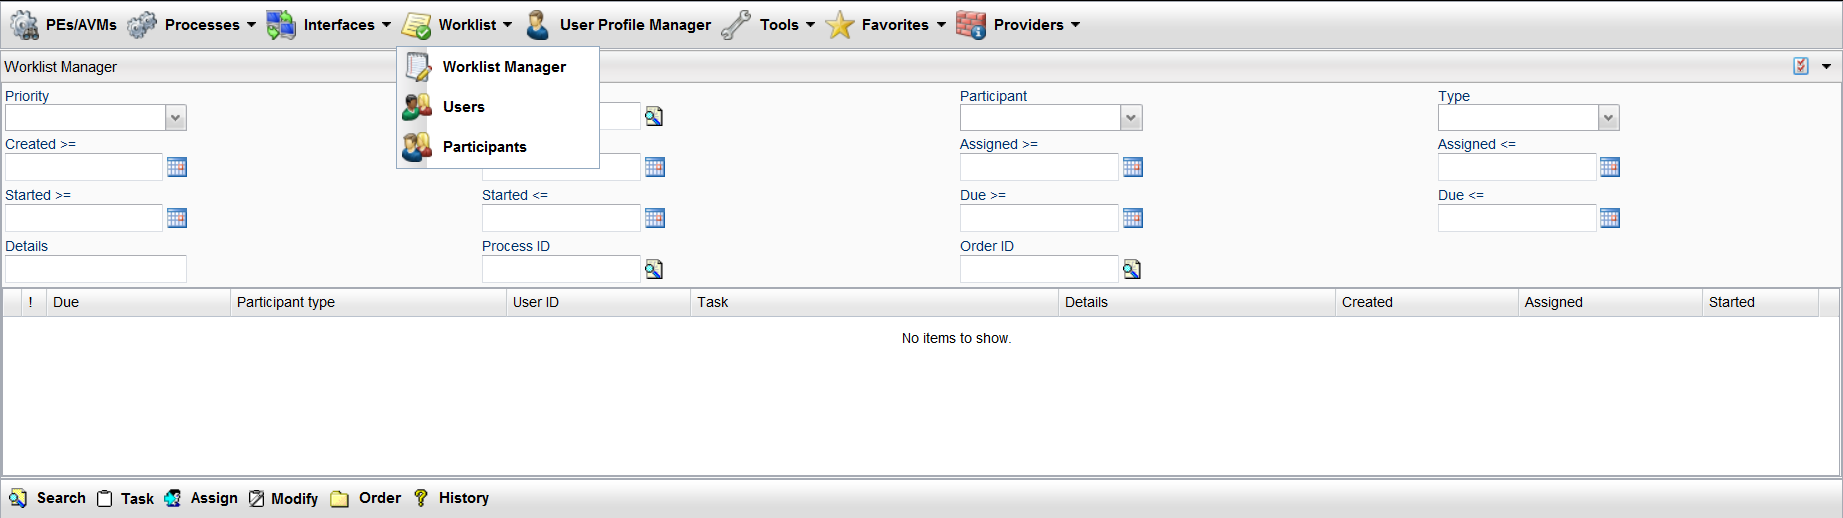 PEs/AVMs Processes Interfaces Worklist User Profile Manager Tools Favorites Providers
Worklist Manager
Users
Participants
Worklist Manager
Priority Participant Type
Created >= Assigned >= Assigned <=
Started >= Started <= Due >= Due <=
Details Process ID Order ID
! Due Participant type User ID Task Details Created Assigned Started
No items to show.
Search Task Assign Modify Order History